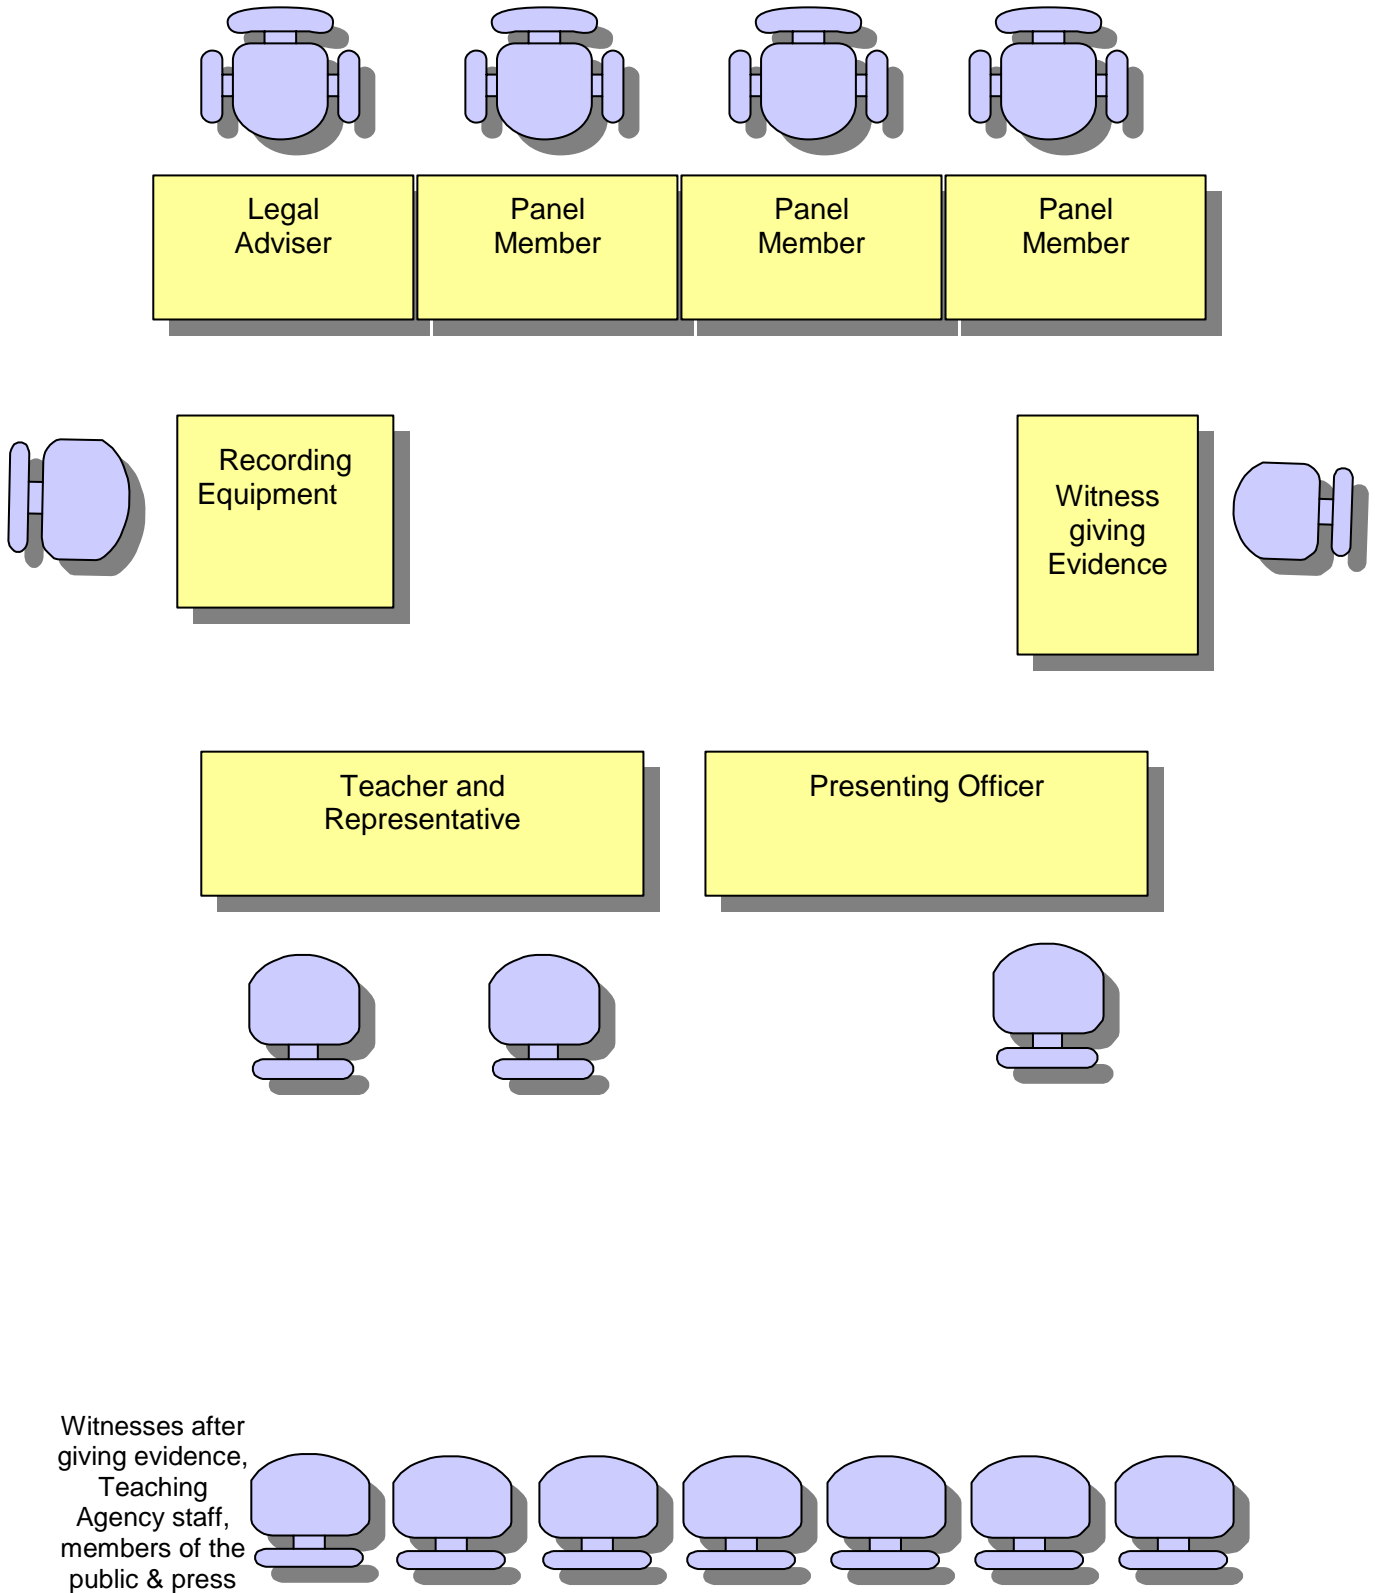 Legal
Adviser
Panel
Member
Panel
Member
Panel
Member
Recording
Equipment
Witness
giving
Evidence
Teacher and
Representative
Presenting Officer
Witnesses after
giving evidence,
Teaching
Agency staff,
members of the
public & press